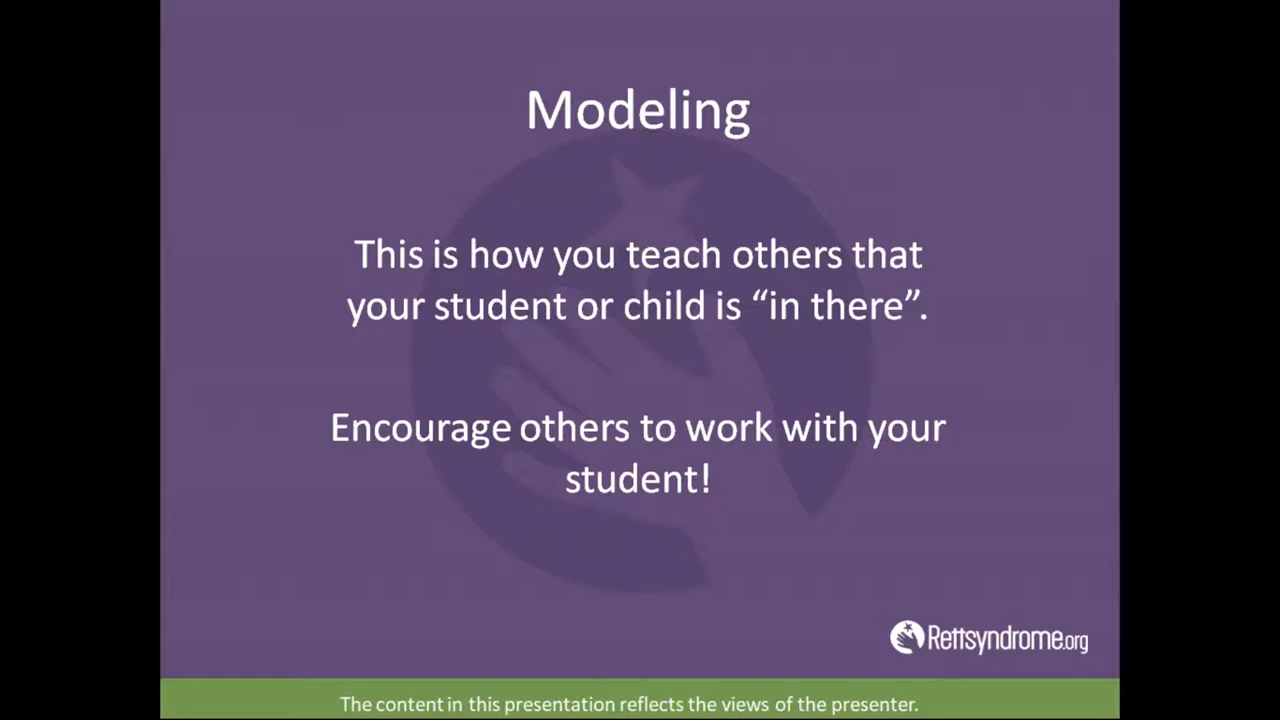 Modeling
This is how you teach others that
your student or child is “in there”.
Encourage others to work with your
student!
Rettsyndrome.org
The content in this presentation reflects the views of the presenter.